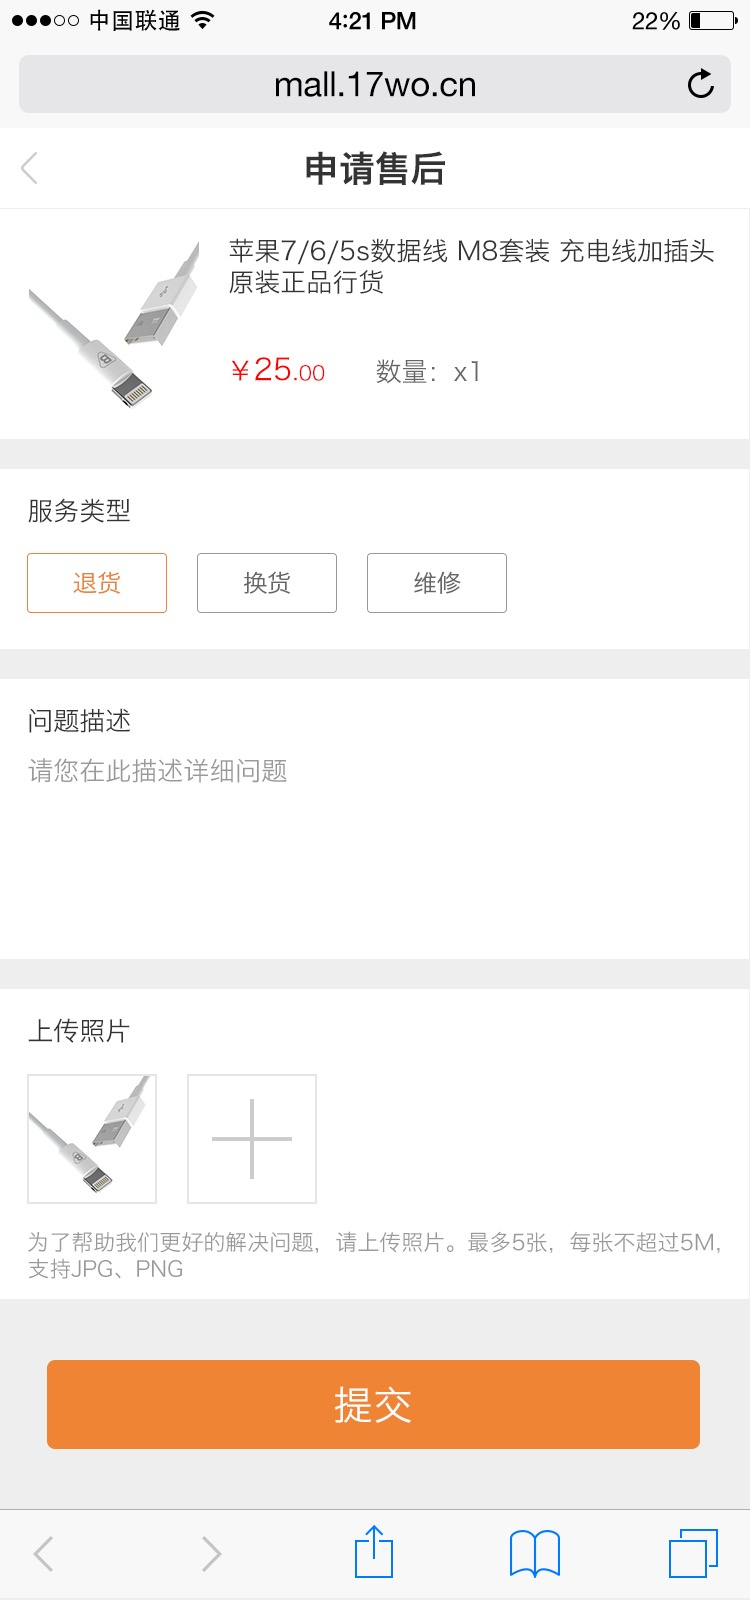 中国联通 4:21 PM 22%
mall.17wo.cn
申请售后
苹果7/6/5s数据线 M8套装 充电线加插头
原装正品行货
￥25.00 数量：x1
服务类型
退货 换货 维修
问题描述
请您在此描述详细问题
上传照片
为了帮助我们更好的解决问题，请上传照片。最多5张，每张不超过5M，
支持JPG、PNG
提交